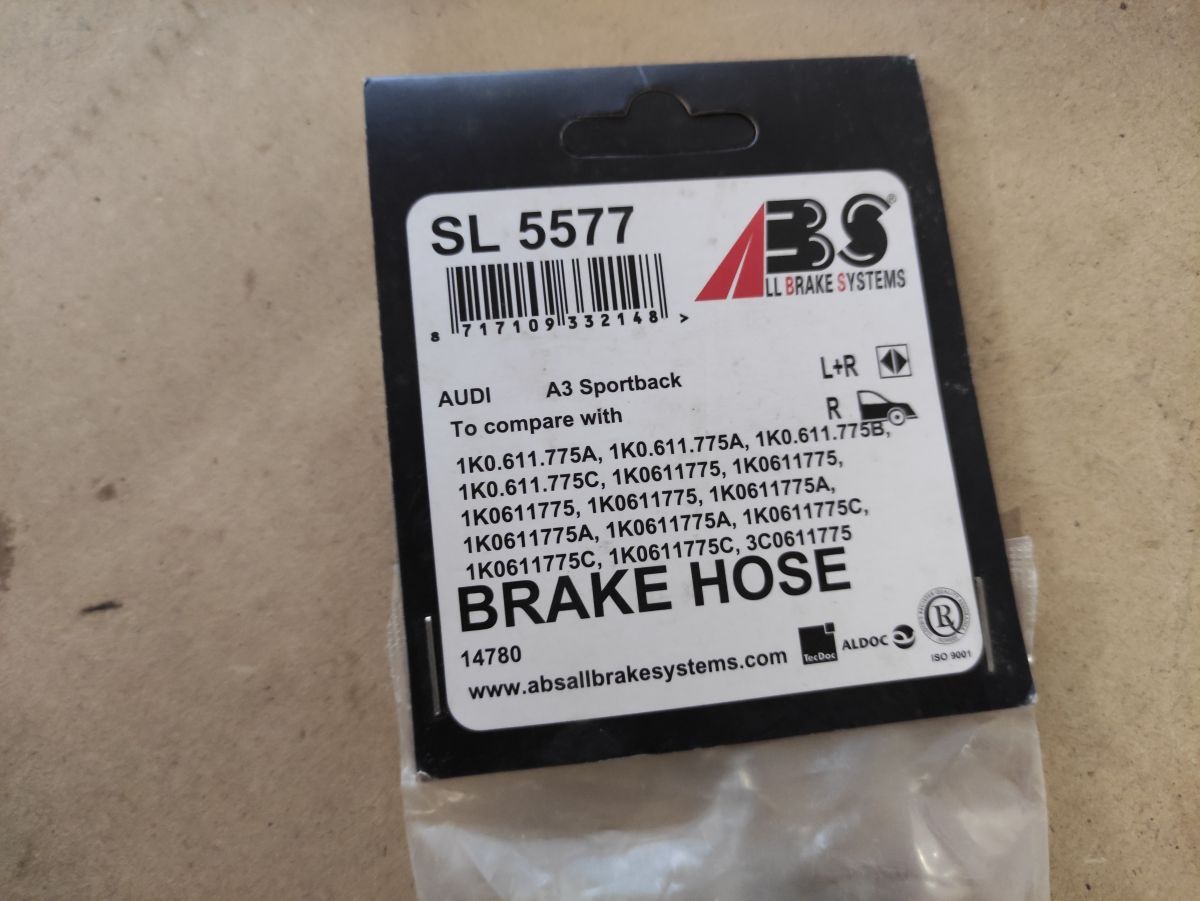 SL 5577
ABS®
ALL BRAKE SYSTEMS
8 717109 332148 >
L+R
AUDI A3 Sportback
R
To compare with
1K0.611.775A, 1K0.611.775A, 1K0.611.775B,
1K0.611.775C, 1K0611775, 1K0611775,
1K0611775, 1K0611775, 1K0611775A,
1K0611775A, 1K0611775A, 1K0611775C,
1K0611775C, 1K0611775C, 3C0611775
BRAKE HOSE
14780
TecDoc
ALDOC
R
ISO 9001
www.absallbrakesystems.com